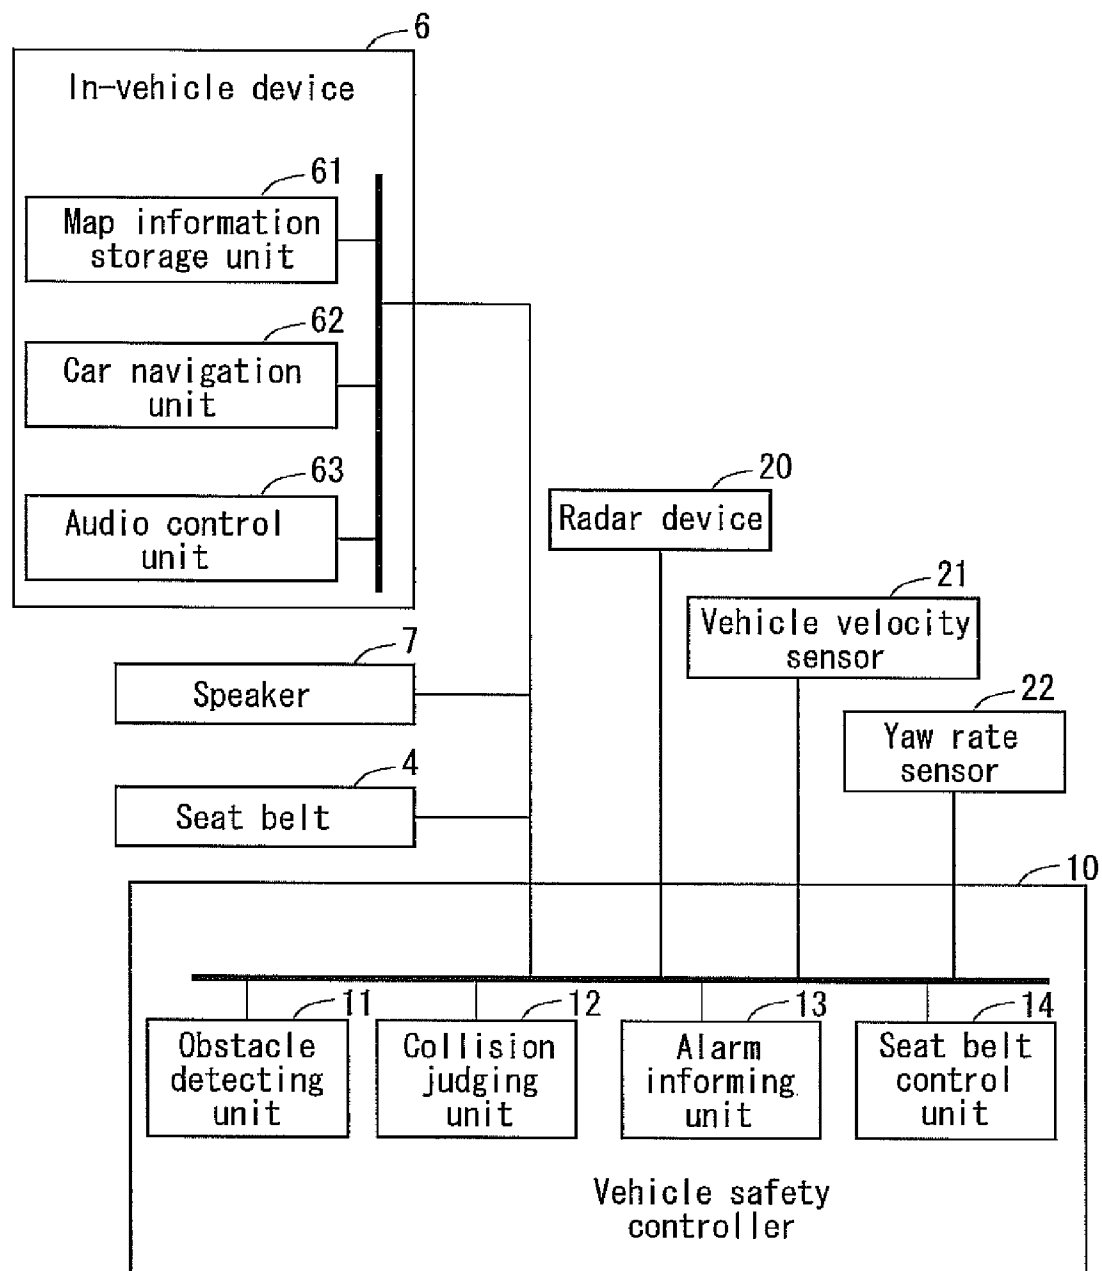 6
In-vehicle device
61
Map information
storage unit
62
Car navigation
unit
63
Audio control
unit
20
Radar device
21
Vehicle velocity
sensor
7
Speaker
22
Yaw rate
sensor
4
Seat belt
10
11
Obstacle
detecting
unit
12
Collision
judging
unit
13
Alarm
informing
unit
14
Seat belt
control
unit
Vehicle safety
controller